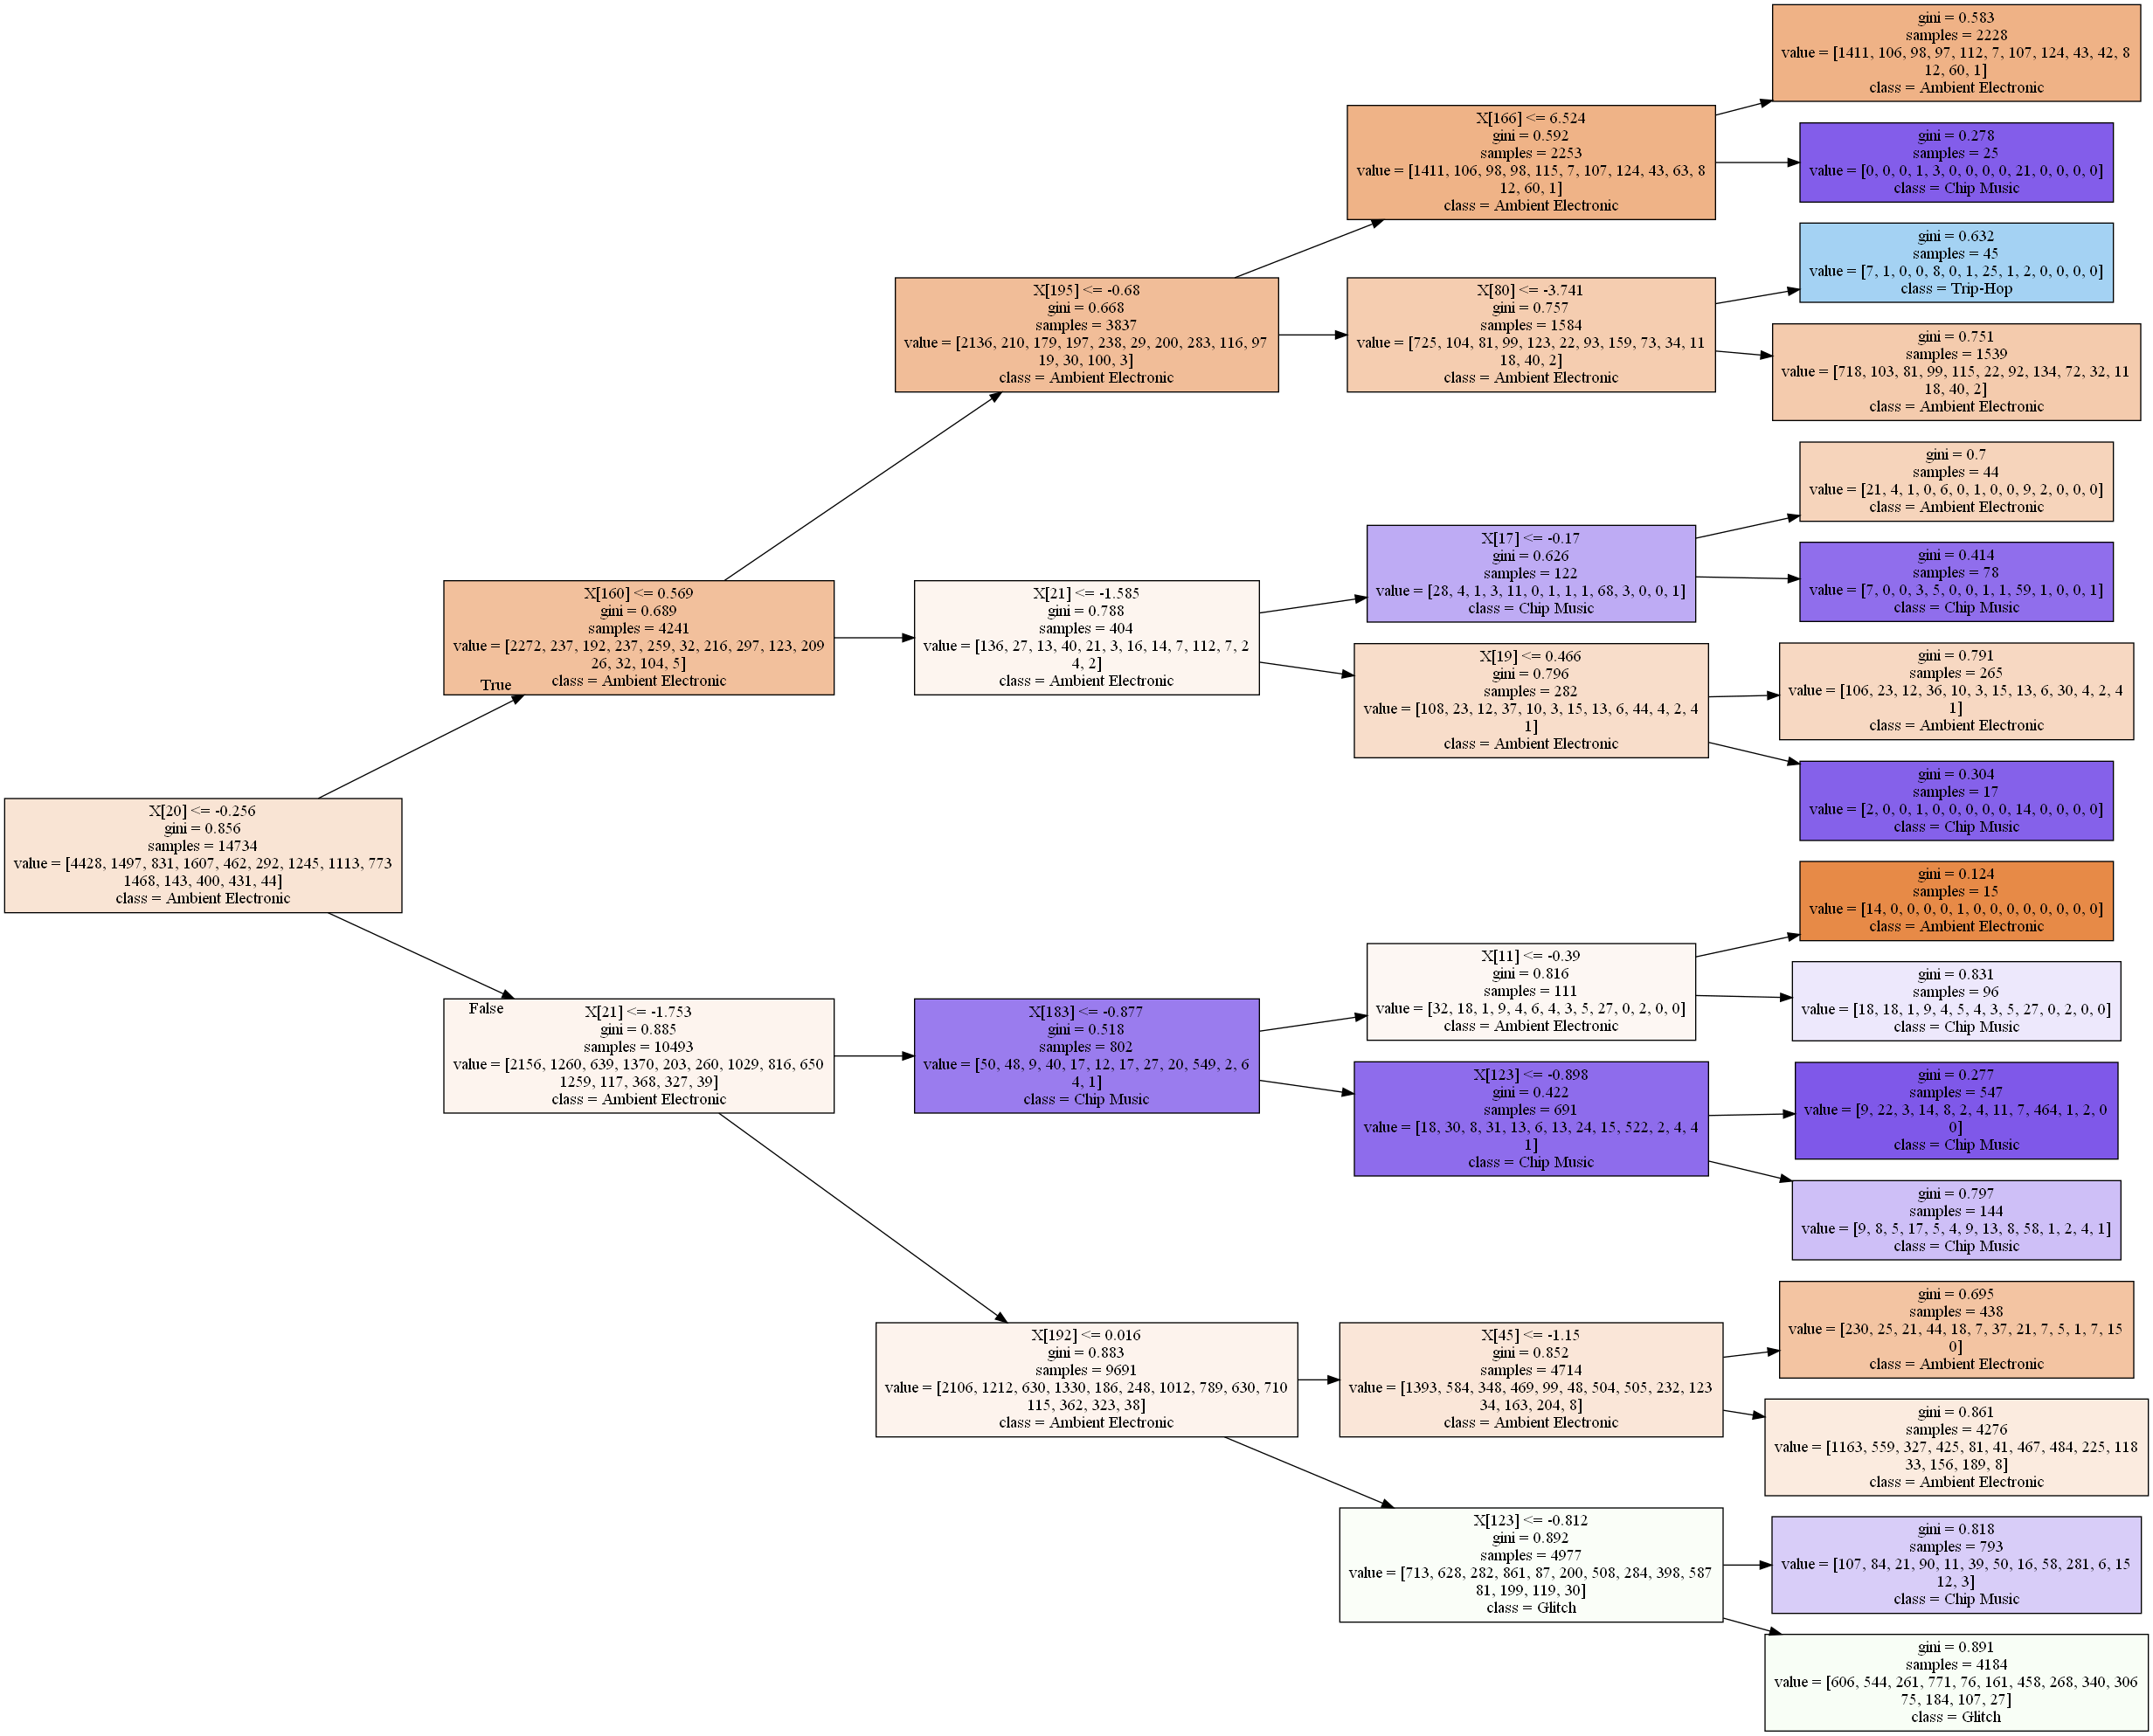 X[20] <= -0.256
gini = 0.856
samples = 14734
value = [4428, 1497, 831, 1607, 462, 292, 1245, 1113, 773
1468, 143, 400, 431, 44]
class = Ambient Electronic
True
False
X[160] <= 0.569
gini = 0.689
samples = 4241
value = [2272, 237, 192, 237, 259, 32, 216, 297, 123, 209
26, 32, 104, 5]
class = Ambient Electronic
X[21] <= -1.753
gini = 0.885
samples = 10493
value = [2156, 1260, 639, 1370, 203, 260, 1029, 816, 650
1259, 117, 368, 327, 39]
class = Ambient Electronic
X[195] <= -0.68
gini = 0.668
samples = 3837
value = [2136, 210, 179, 197, 238, 29, 200, 283, 116, 97
19, 30, 100, 3]
class = Ambient Electronic
X[21] <= -1.585
gini = 0.788
samples = 404
value = [136, 27, 13, 40, 21, 3, 16, 14, 7, 112, 7, 2
4, 2]
class = Ambient Electronic
X[183] <= -0.877
gini = 0.518
samples = 802
value = [50, 48, 9, 40, 17, 12, 17, 27, 20, 549, 2, 6
4, 1]
class = Chip Music
X[192] <= 0.016
gini = 0.883
samples = 9691
value = [2106, 1212, 630, 1330, 186, 248, 1012, 789, 630, 710
115, 362, 323, 38]
class = Ambient Electronic
X[166] <= 6.524
gini = 0.592
samples = 2253
value = [1411, 106, 98, 98, 115, 7, 107, 124, 43, 63, 8
12, 60, 1]
class = Ambient Electronic
X[80] <= -3.741
gini = 0.757
samples = 1584
value = [725, 104, 81, 99, 123, 22, 93, 159, 73, 34, 11
18, 40, 2]
class = Ambient Electronic
X[17] <= -0.17
gini = 0.626
samples = 122
value = [28, 4, 1, 3, 11, 0, 1, 1, 1, 68, 3, 0, 0, 1]
class = Chip Music
X[19] <= 0.466
gini = 0.796
samples = 282
value = [108, 23, 12, 37, 10, 3, 15, 13, 6, 44, 4, 2, 4
1]
class = Ambient Electronic
X[11] <= -0.39
gini = 0.816
samples = 111
value = [32, 18, 1, 9, 4, 6, 4, 3, 5, 27, 0, 2, 0, 0]
class = Ambient Electronic
X[123] <= -0.898
gini = 0.422
samples = 691
value = [18, 30, 8, 31, 13, 6, 13, 24, 15, 522, 2, 4, 4
1]
class = Chip Music
X[45] <= -1.15
gini = 0.852
samples = 4714
value = [1393, 584, 348, 469, 99, 48, 504, 505, 232, 123
34, 163, 204, 8]
class = Ambient Electronic
X[123] <= -0.812
gini = 0.892
samples = 4977
value = [713, 628, 282, 861, 87, 200, 508, 284, 398, 587
81, 199, 119, 30]
class = Glitch
gini = 0.583
samples = 2228
value = [1411, 106, 98, 97, 112, 7, 107, 124, 43, 42, 8
12, 60, 1]
class = Ambient Electronic
gini = 0.278
samples = 25
value = [0, 0, 0, 1, 3, 0, 0, 0, 0, 21, 0, 0, 0, 0]
class = Chip Music
gini = 0.632
samples = 45
value = [7, 1, 0, 0, 8, 0, 1, 25, 1, 2, 0, 0, 0, 0]
class = Trip-Hop
gini = 0.751
samples = 1539
value = [718, 103, 81, 99, 115, 22, 92, 134, 72, 32, 11
18, 40, 2]
class = Ambient Electronic
gini = 0.7
samples = 44
value = [21, 4, 1, 0, 6, 0, 1, 0, 0, 9, 2, 0, 0, 0]
class = Ambient Electronic
gini = 0.414
samples = 78
value = [7, 0, 0, 3, 5, 0, 0, 1, 1, 59, 1, 0, 0, 1]
class = Chip Music
gini = 0.791
samples = 265
value = [106, 23, 12, 36, 10, 3, 15, 13, 6, 30, 4, 2, 4
1]
class = Ambient Electronic
gini = 0.304
samples = 17
value = [2, 0, 0, 1, 0, 0, 0, 0, 0, 14, 0, 0, 0, 0]
class = Chip Music
gini = 0.124
samples = 15
value = [14, 0, 0, 0, 0, 1, 0, 0, 0, 0, 0, 0, 0, 0]
class = Ambient Electronic
gini = 0.831
samples = 96
value = [18, 18, 1, 9, 4, 5, 4, 3, 5, 27, 0, 2, 0, 0]
class = Chip Music
gini = 0.277
samples = 547
value = [9, 22, 3, 14, 8, 2, 4, 11, 7, 464, 1, 2, 0
0]
class = Chip Music
gini = 0.797
samples = 144
value = [9, 8, 5, 17, 5, 4, 9, 13, 8, 58, 1, 2, 4, 1]
class = Chip Music
gini = 0.695
samples = 438
value = [230, 25, 21, 44, 18, 7, 37, 21, 7, 5, 1, 7, 15
0]
class = Ambient Electronic
gini = 0.861
samples = 4276
value = [1163, 559, 327, 425, 81, 41, 467, 484, 225, 118
33, 156, 189, 8]
class = Ambient Electronic
gini = 0.818
samples = 793
value = [107, 84, 21, 90, 11, 39, 50, 16, 58, 281, 6, 15
12, 3]
class = Chip Music
gini = 0.891
samples = 4184
value = [606, 544, 261, 771, 76, 161, 458, 268, 340, 306
75, 184, 107, 27]
class = Glitch